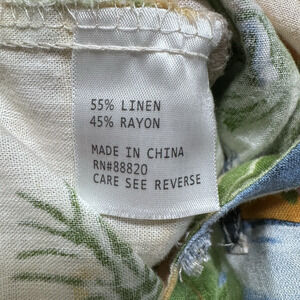 55% LINEN
45% RAYON
MADE IN CHINA
RN#88820
CARE SEE REVERSE